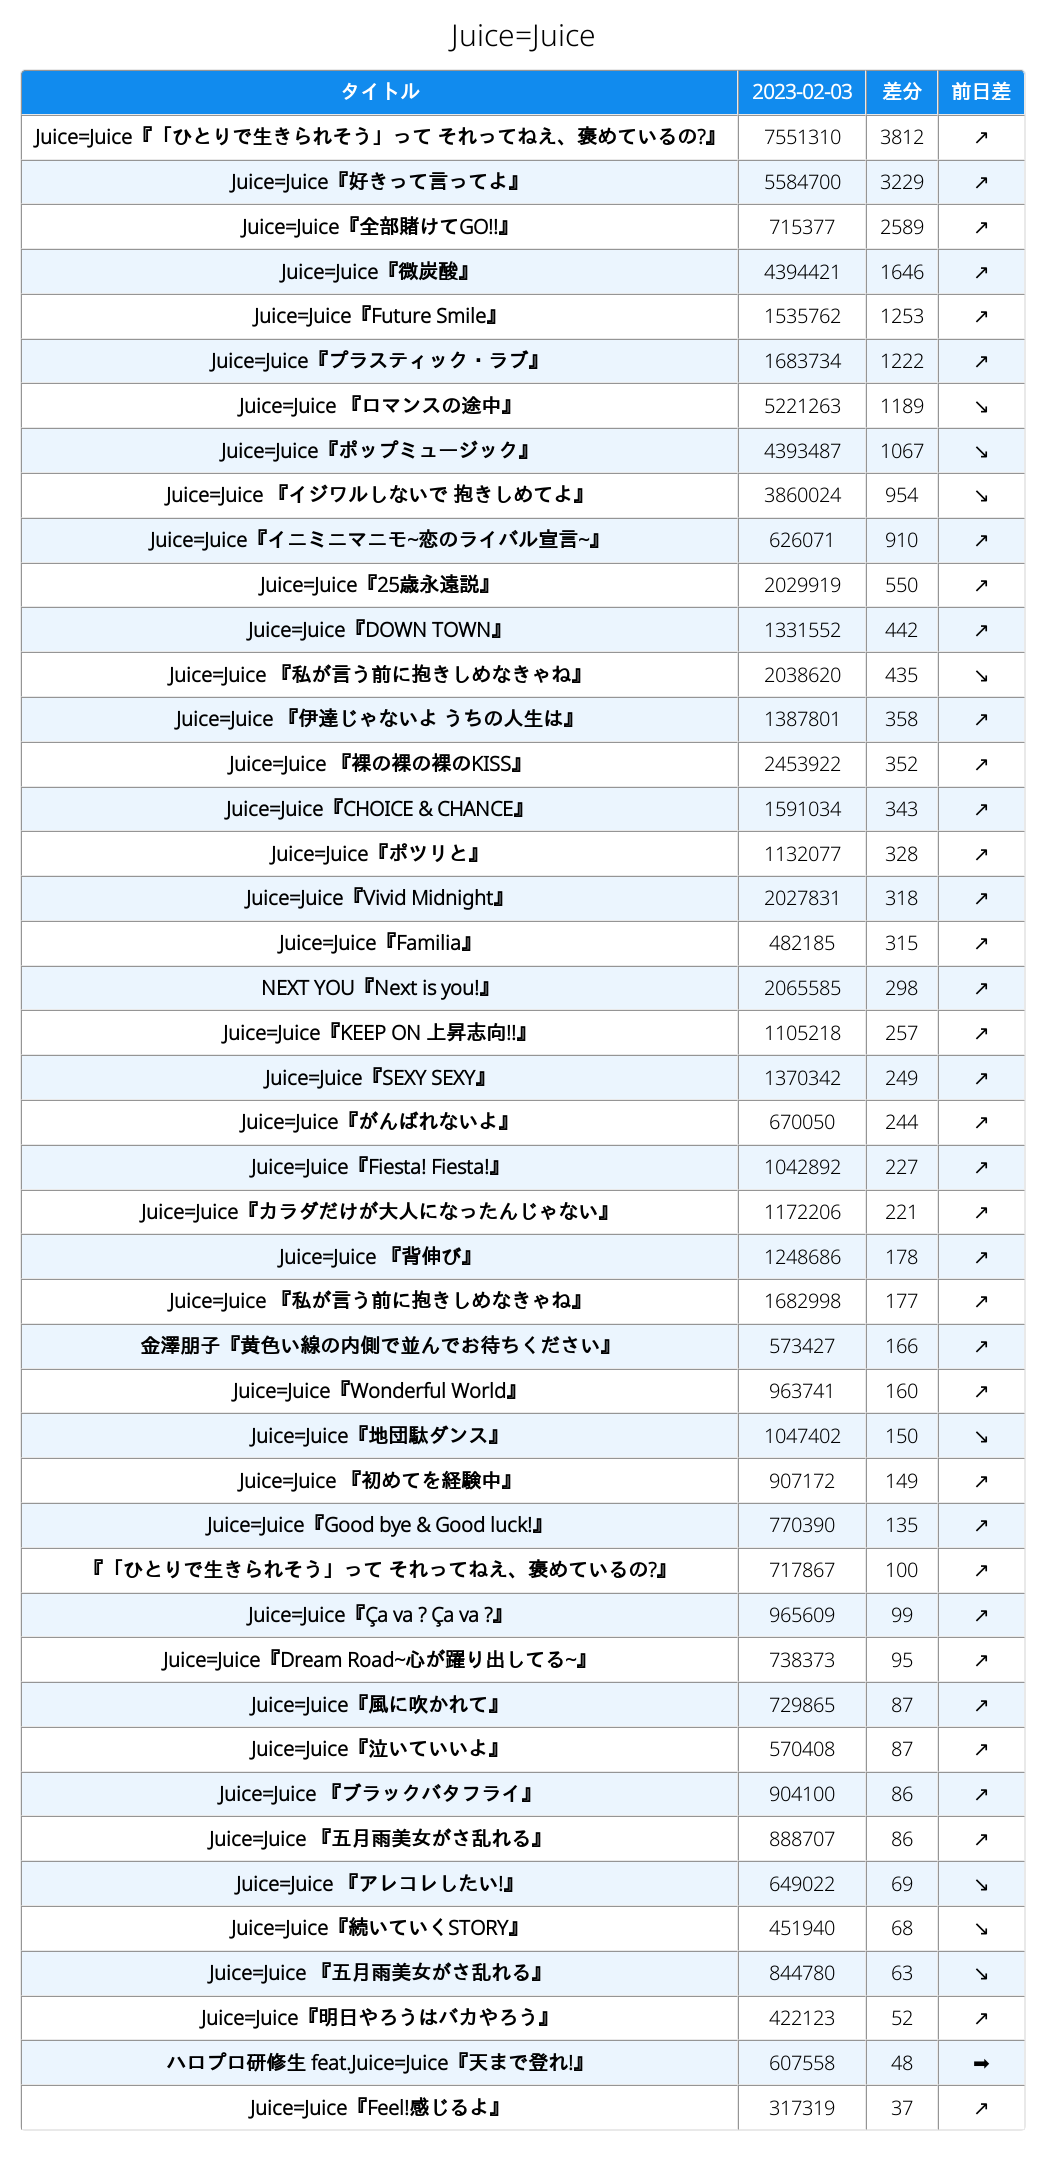 Juice=Juice
タイトル 2023-02-03 差分 前日差
Juice=Juice『「ひとりで生きられそう」って それってねえ、褒めているの?』 7551310 3812 ↗
Juice=Juice『好きって言ってよ』 5584700 3229 ↗
Juice=Juice『全部賭けてGO!!』 715377 2589 ↗
Juice=Juice『微炭酸』 4394421 1646 ↗
Juice=Juice『Future Smile』 1535762 1253 ↗
Juice=Juice『プラスティック・ラブ』 1683734 1222 ↗
Juice=Juice 『ロマンスの途中』 5221263 1189 ↘
Juice=Juice『ポップミュージック』 4393487 1067 ↘
Juice=Juice 『イジワルしないで 抱きしめてよ』 3860024 954 ↘
Juice=Juice『イニミニマニモ~恋のライバル宣言~』 626071 910 ↗
Juice=Juice『25歳永遠説』 2029919 550 ↗
Juice=Juice『DOWN TOWN』 1331552 442 ↗
Juice=Juice 『私が言う前に抱きしめなきゃね』 2038620 435 ↘
Juice=Juice 『伊達じゃないよ うちの人生は』 1387801 358 ↗
Juice=Juice 『裸の裸の裸のKISS』 2453922 352 ↗
Juice=Juice『CHOICE & CHANCE』 1591034 343 ↗
Juice=Juice『ポツリと』 1132077 328 ↗
Juice=Juice『Vivid Midnight』 2027831 318 ↗
Juice=Juice『Familia』 482185 315 ↗
NEXT YOU『Next is you!』 2065585 298 ↗
Juice=Juice『KEEP ON 上昇志向!!』 1105218 257 ↗
Juice=Juice『SEXY SEXY』 1370342 249 ↗
Juice=Juice『がんばれないよ』 670050 244 ↗
Juice=Juice『Fiesta! Fiesta!』 1042892 227 ↗
Juice=Juice『カラダだけが大人になったんじゃない』 1172206 221 ↗
Juice=Juice 『背伸び』 1248686 178 ↗
Juice=Juice 『私が言う前に抱きしめなきゃね』 1682998 177 ↗
金澤朋子『黄色い線の内側で並んでお待ちください』 573427 166 ↗
Juice=Juice『Wonderful World』 963741 160 ↗
Juice=Juice『地団駄ダンス』 1047402 150 ↘
Juice=Juice 『初めてを経験中』 907172 149 ↗
Juice=Juice『Good bye & Good luck!』 770390 135 ↗
『「ひとりで生きられそう」って それってねえ、褒めているの?』 717867 100 ↗
Juice=Juice『Ça va ? Ça va ?』 965609 99 ↗
Juice=Juice『Dream Road~心が躍り出してる~』 738373 95 ↗
Juice=Juice『風に吹かれて』 729865 87 ↗
Juice=Juice『泣いていいよ』 570408 87 ↗
Juice=Juice 『ブラックバタフライ』 904100 86 ↗
Juice=Juice 『五月雨美女がさ乱れる』 888707 86 ↗
Juice=Juice 『アレコレしたい!』 649022 69 ↘
Juice=Juice『続いていくSTORY』 451940 68 ↘
Juice=Juice 『五月雨美女がさ乱れる』 844780 63 ↘
Juice=Juice『明日やろうはバカやろう』 422123 52 ↗
ハロプロ研修生 feat.Juice=Juice『天まで登れ!』 607558 48 ➡
Juice=Juice『Feel!感じるよ』 317319 37 ↗